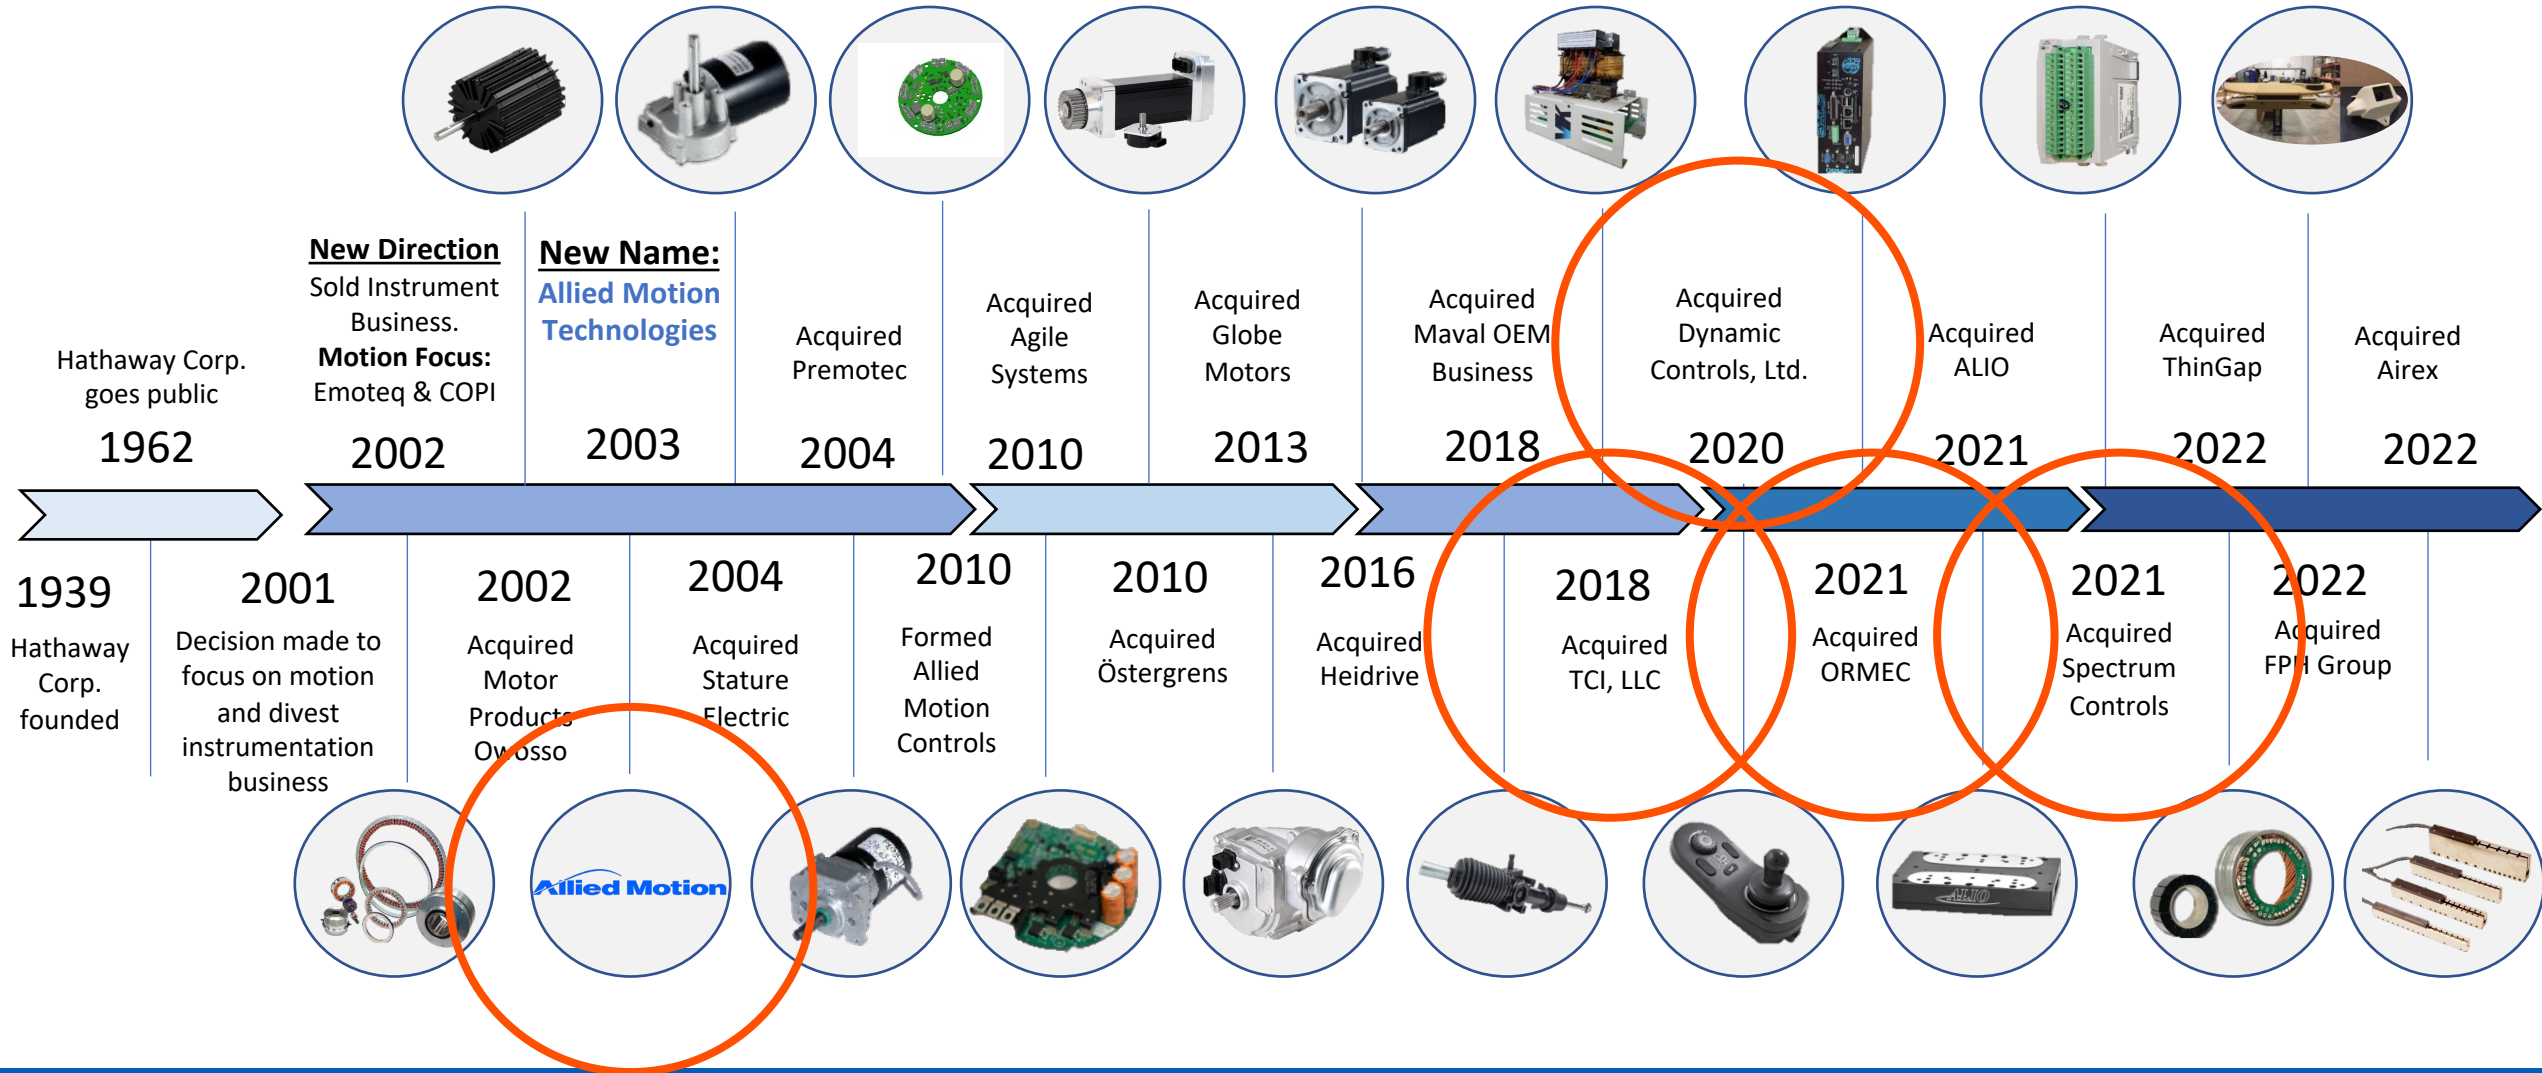 New Direction
Sold Instrument
Business.
Motion Focus:
Emoteq & COPI
New Name:
Allied Motion
Technologies
Hathaway Corp.
goes public
Acquired
Premotec
Acquired
Agile
Systems
Acquired
Globe
Motors
Acquired
Maval OEM
Business
Acquired
Dynamic
Controls, Ltd.
Acquired
ALIO
Acquired
ThinGap
Acquired
Airex
1962
2002
2003
2004
2010
2013
2018
2020
2021
2022
2022
1939
Hathaway
Corp.
founded
2001
Decision made to
focus on motion
and divest
instrumentation
business
2002
Acquired
Motor
Products
Owosso
2004
Acquired
Stature
Electric
2010
Formed
Allied
Motion
Controls
2010
Acquired
Östergrens
2016
Acquired
Heidrive
2018
Acquired
TCI, LLC
2021
Acquired
ORMEC
2021
Acquired
Spectrum
Controls
2022
Acquired
FPH Group
Allied Motion
ALIO